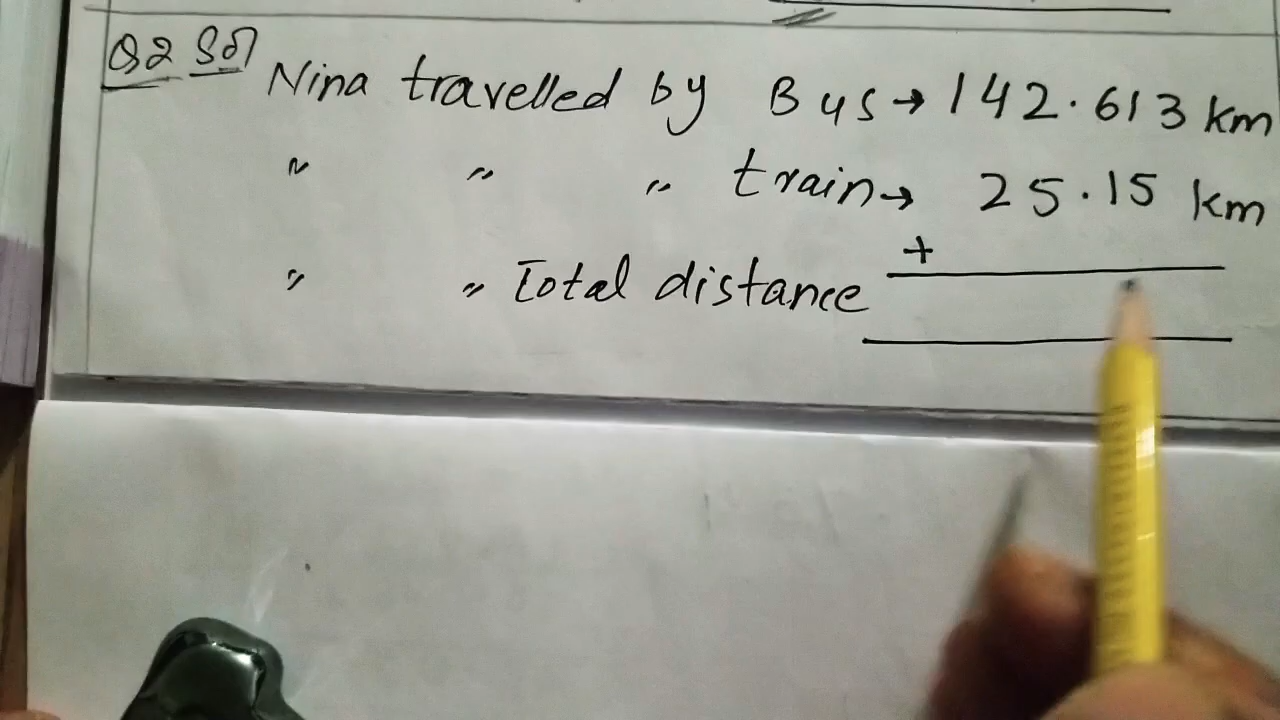 Q2 Sol Nina travelled by Bus → 142.613 km
" " " train → 25.15 km
+
" " Total distance